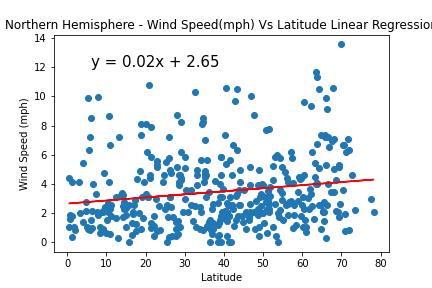 Northern Hemisphere - Wind Speed(mph) Vs Latitude Linear Regression
y = 0.02x + 2.65
14
12
10
8
6
4
2
0
Wind Speed (mph)
0 10 20 30 40 50 60 70 80
Latitude